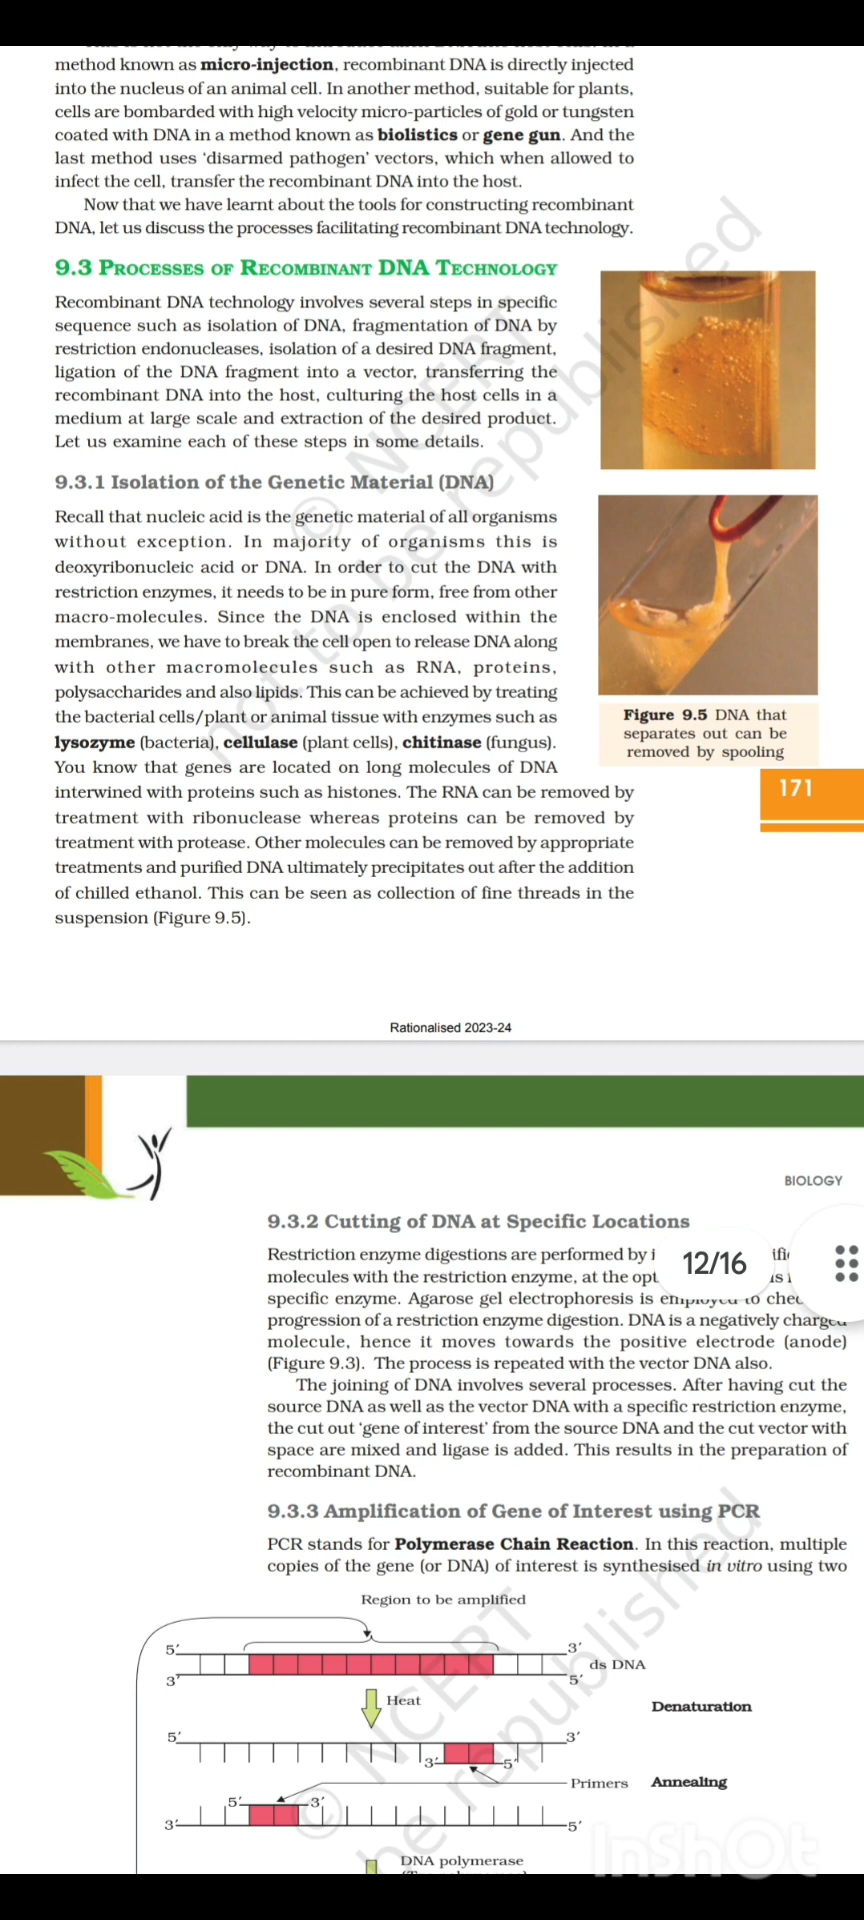 method known as micro-injection, recombinant DNA is directly injected
into the nucleus of an animal cell. In another method, suitable for plants,
cells are bombarded with high velocity micro-particles of gold or tungsten
coated with DNA in a method known as biolistics or gene gun. And the
last method uses ‘disarmed pathogen’ vectors, which when allowed to
infect the cell, transfer the recombinant DNA into the host.
Now that we have learnt about the tools for constructing recombinant
DNA, let us discuss the processes facilitating recombinant DNA technology.
9.3 PROCESSES OF RECOMBINANT DNA TECHNOLOGY
Recombinant DNA technology involves several steps in specific
sequence such as isolation of DNA, fragmentation of DNA by
restriction endonucleases, isolation of a desired DNA fragment,
ligation of the DNA fragment into a vector, transferring the
recombinant DNA into the host, culturing the host cells in a
medium at large scale and extraction of the desired product.
Let us examine each of these steps in some details.
9.3.1 Isolation of the Genetic Material (DNA)
Recall that nucleic acid is the genetic material of all organisms
without exception. In majority of organisms this is
deoxyribonucleic acid or DNA. In order to cut the DNA with
restriction enzymes, it needs to be in pure form, free from other
macro-molecules. Since the DNA is enclosed within the
membranes, we have to break the cell open to release DNA along
with other macromolecules such as RNA, proteins,
polysaccharides and also lipids. This can be achieved by treating
the bacterial cells/plant or animal tissue with enzymes such as
lysozyme (bacteria), cellulase (plant cells), chitinase (fungus).
You know that genes are located on long molecules of DNA
interwined with proteins such as histones. The RNA can be removed by
treatment with ribonuclease whereas proteins can be removed by
treatment with protease. Other molecules can be removed by appropriate
treatments and purified DNA ultimately precipitates out after the addition
of chilled ethanol. This can be seen as collection of fine threads in the
suspension (Figure 9.5).
Figure 9.5 DNA that
separates out can be
removed by spooling
171
© NCERT
not to be republished
Rationalised 2023-24
BIOLOGY
9.3.2 Cutting of DNA at Specific Locations
Restriction enzyme digestions are performed by
12/16
molecules with the restriction enzyme, at the
specific enzyme. Agarose gel electrophoresis is employed to
progression of a restriction enzyme digestion. DNA is a negatively charged
molecule, hence it moves towards the positive electrode (anode)
(Figure 9.3). The process is repeated with the vector DNA also.
The joining of DNA involves several processes. After having cut the
source DNA as well as the vector DNA with a specific restriction enzyme,
the cut out ‘gene of interest’ from the source DNA and the cut vector with
space are mixed and ligase is added. This results in the preparation of
recombinant DNA.
9.3.3 Amplification of Gene of Interest using PCR
PCR stands for Polymerase Chain Reaction. In this reaction, multiple
copies of the gene (or DNA) of interest is synthesised in vitro using two
Region to be amplified
5′ 3′
ds DNA
3′ 5′
Heat
Denaturation
5′ 3′
3′ 5′
Primers Annealing
5′ 3′
3′ 5′
DNA polymerase
© NCERT
be republished
InShOt